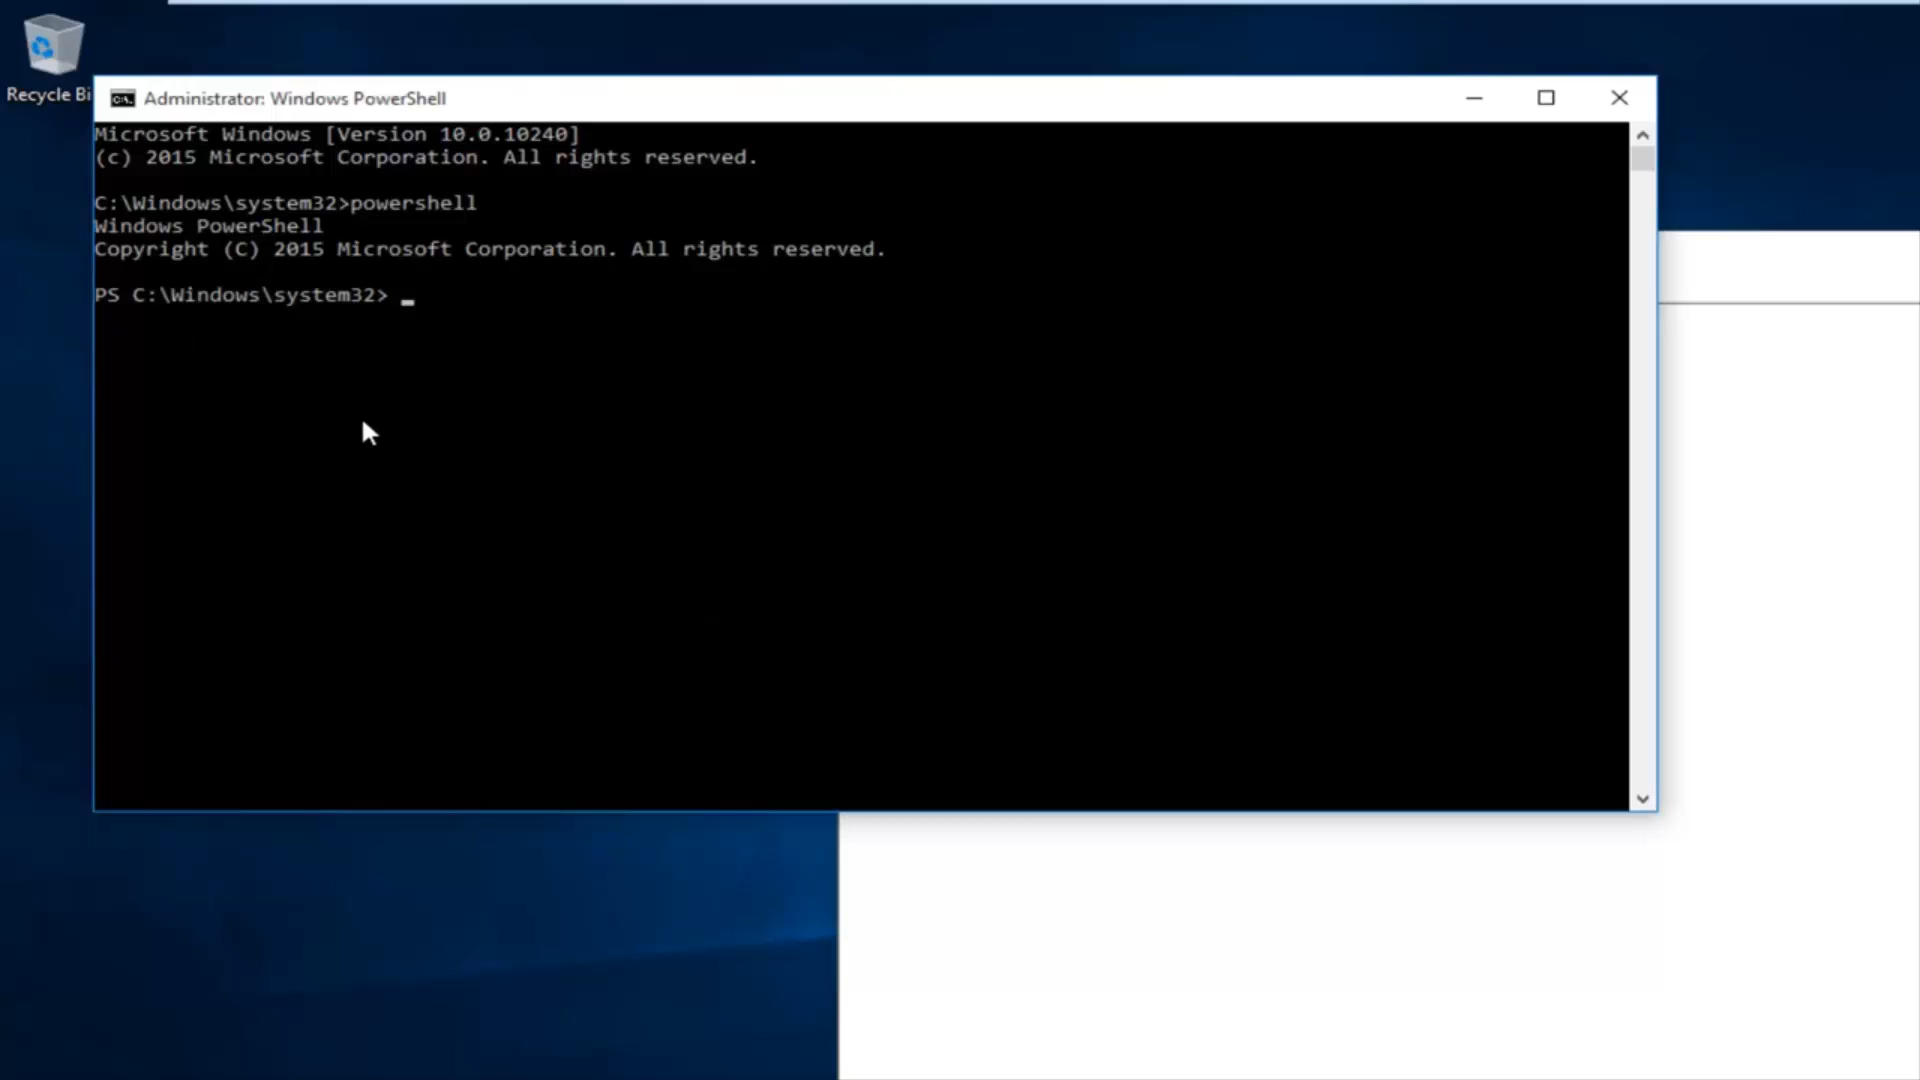 Recycle Bi
Administrator: Windows PowerShell
Microsoft Windows [Version 10.0.10240]
(c) 2015 Microsoft Corporation. All rights reserved.
C:\Windows\system32>powershell
Windows PowerShell
Copyright (C) 2015 Microsoft Corporation. All rights reserved.
PS C:\Windows\system32> _